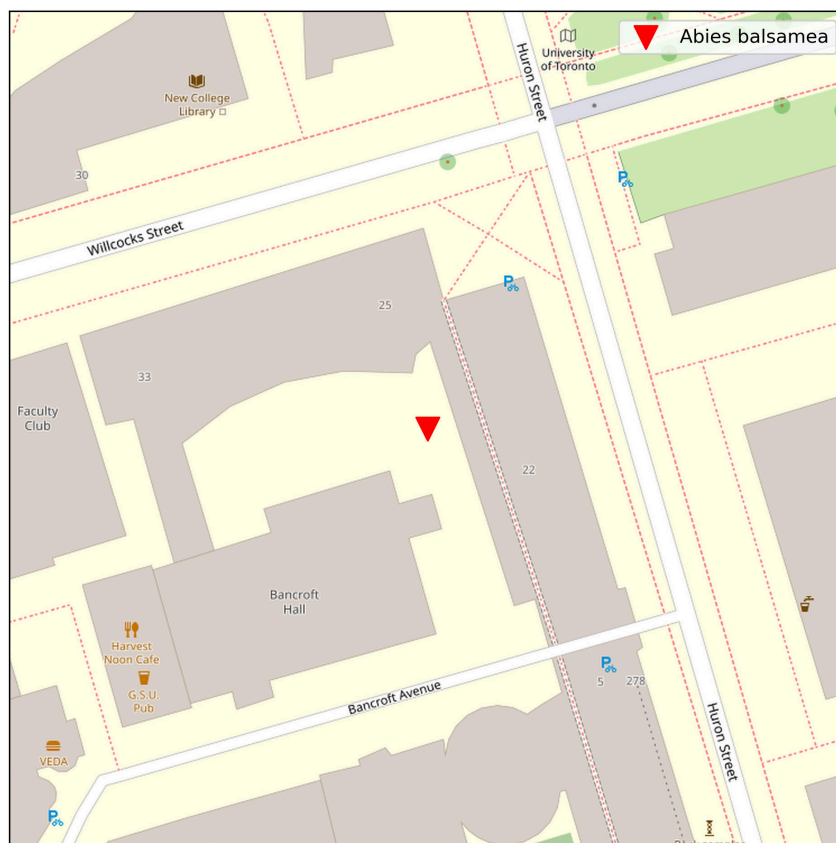 Abies balsamea
University
of Toronto
Huron Street
New College
Library
30
Willcocks Street
25
33
Faculty
Club
22
Bancroft
Hall
Harvest
Noon Cafe
G.S.U.
Pub
Bancroft Avenue
5
278
VEDA
Huron Street
P
P
P
P